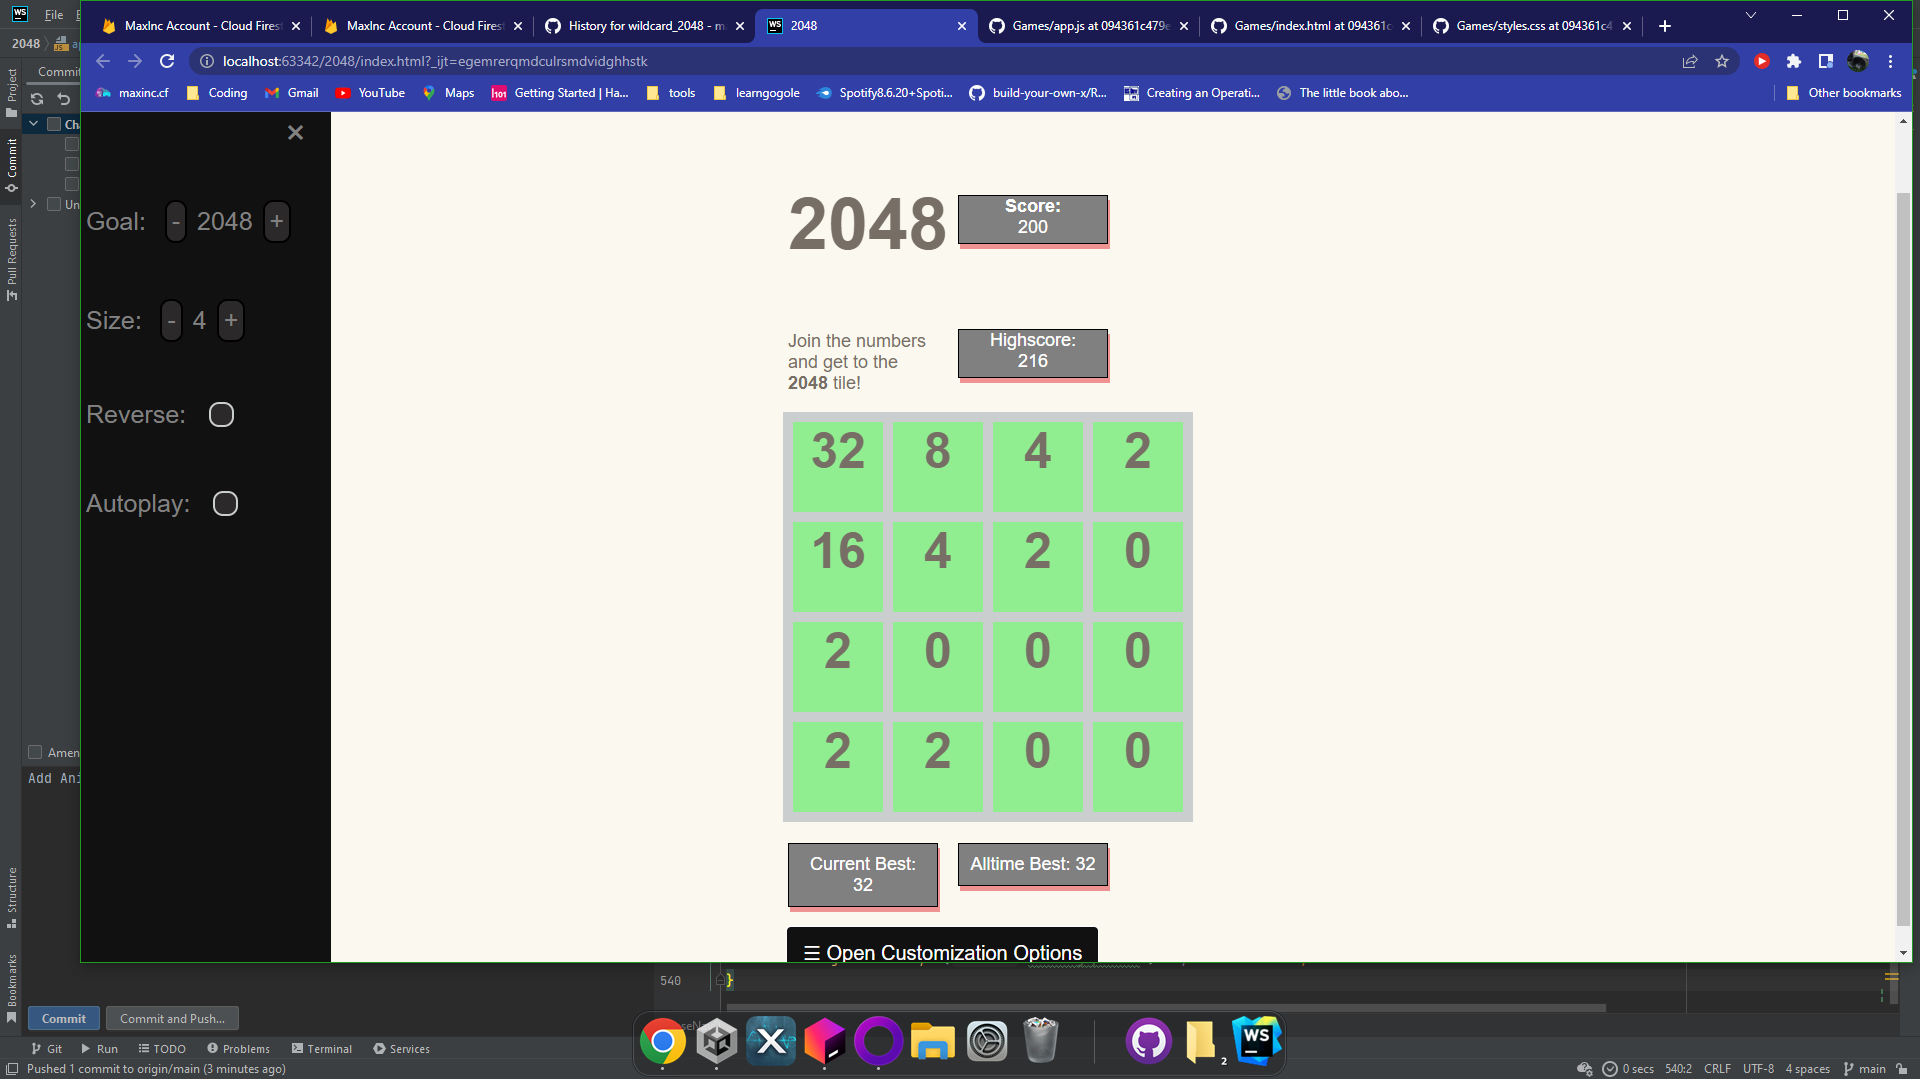 File
MaxInc Account - Cloud Firest
MaxInc Account - Cloud Firest
History for wildcard_2048 - m
2048
Games/app.js at 094361c479e
Games/index.html at 094361c
Games/styles.css at 094361c4
2048
localhost:63342/2048/index.html?_ijt=egemrerqmdculrsmdvidghhstk
maxinc.cf
Coding
Gmail
YouTube
Maps
Getting Started | Ha...
tools
learngogole
Spotify8.6.20+Spoti...
build-your-own-x/R...
Creating an Operati...
The little book abo...
Other bookmarks
Project
Commit
Pull Requests
Structure
Bookmarks
Commi
Ch
Un
Goal: - 2048 +
Size: - 4 +
Reverse:
Autoplay:
2048
Score:
200
Join the numbers
and get to the
2048 tile!
Highscore:
216
32 8 4 2
16 4 2 0
2 0 0 0
2 2 0 0
Current Best:
32
Alltime Best: 32
☰ Open Customization Options
Amen
Add Ani
540 }
Commit
Commit and Push...
Git Run TODO Problems Terminal Services
Pushed 1 commit to origin/main (3 minutes ago)
0 secs 540:2 CRLF UTF-8 4 spaces main
WS
2